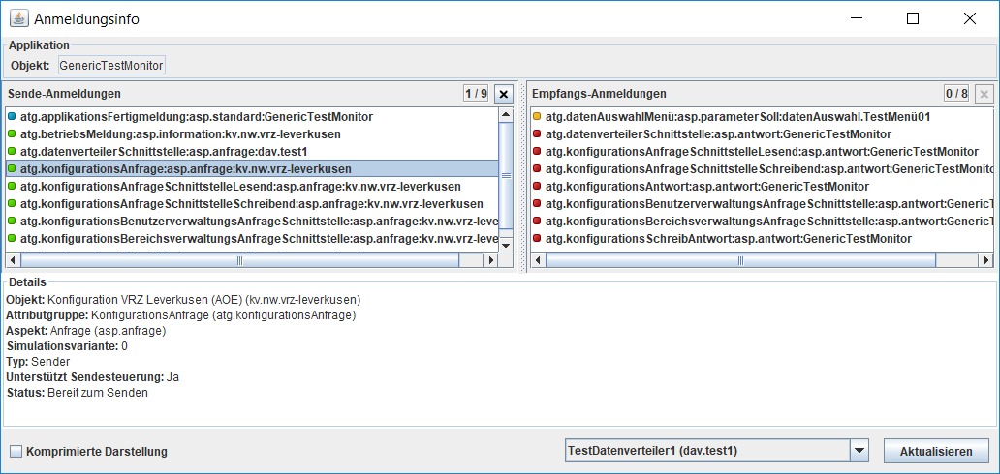 Anmeldungsinfo
Applikation
Objekt: GenericTestMonitor
Sende-Anmeldungen 1 / 9
atg.applikationsFertigmeldung:asp.standard:GenericTestMonitor
atg.betriebsMeldung:asp.information:kv.nw.vrz-leverkusen
atg.datenverteilerSchnittstelle:asp.anfrage:dav.test1
atg.konfigurationsAnfrage:asp.anfrage:kv.nw.vrz-leverkusen
atg.konfigurationsAnfrageSchnittstelleLesend:asp.anfrage:kv.nw.vrz-leverkusen
atg.konfigurationsAnfrageSchnittstelleSchreibend:asp.anfrage:kv.nw.vrz-leverkusen
atg.konfigurationsBenutzerverwaltungsAnfrageSchnittstelle:asp.anfrage:kv.nw.vrz-leve
atg.konfigurationsBereichsverwaltungsAnfrageSchnittstelle:asp.anfrage:kv.nw.vrz-leve
Empfangs-Anmeldungen 0 / 8
atg.datenAuswahlMenü:asp.parameterSoll:datenAuswahl.TestMenü01
atg.datenverteilerSchnittstelle:asp.antwort:GenericTestMonitor
atg.konfigurationsAnfrageSchnittstelleLesend:asp.antwort:GenericTestMonitor
atg.konfigurationsAnfrageSchnittstelleSchreibend:asp.antwort:GenericTestMonito
atg.konfigurationsAntwort:asp.antwort:GenericTestMonitor
atg.konfigurationsBenutzerverwaltungsAnfrageSchnittstelle:asp.antwort:GenericT
atg.konfigurationsBereichsverwaltungsAnfrageSchnittstelle:asp.antwort:GenericT
atg.konfigurationsSchreibAntwort:asp.antwort:GenericTestMonitor
Details
Objekt: Konfiguration VRZ Leverkusen (AOE) (kv.nw.vrz-leverkusen)
Attributgruppe: KonfigurationsAnfrage (atg.konfigurationsAnfrage)
Aspekt: Anfrage (asp.anfrage)
Simulationsvariante: 0
Typ: Sender
Unterstützt Sendesteuerung: Ja
Status: Bereit zum Senden
Komprimierte Darstellung
TestDatenverteiler1 (dav.test1)
Aktualisieren